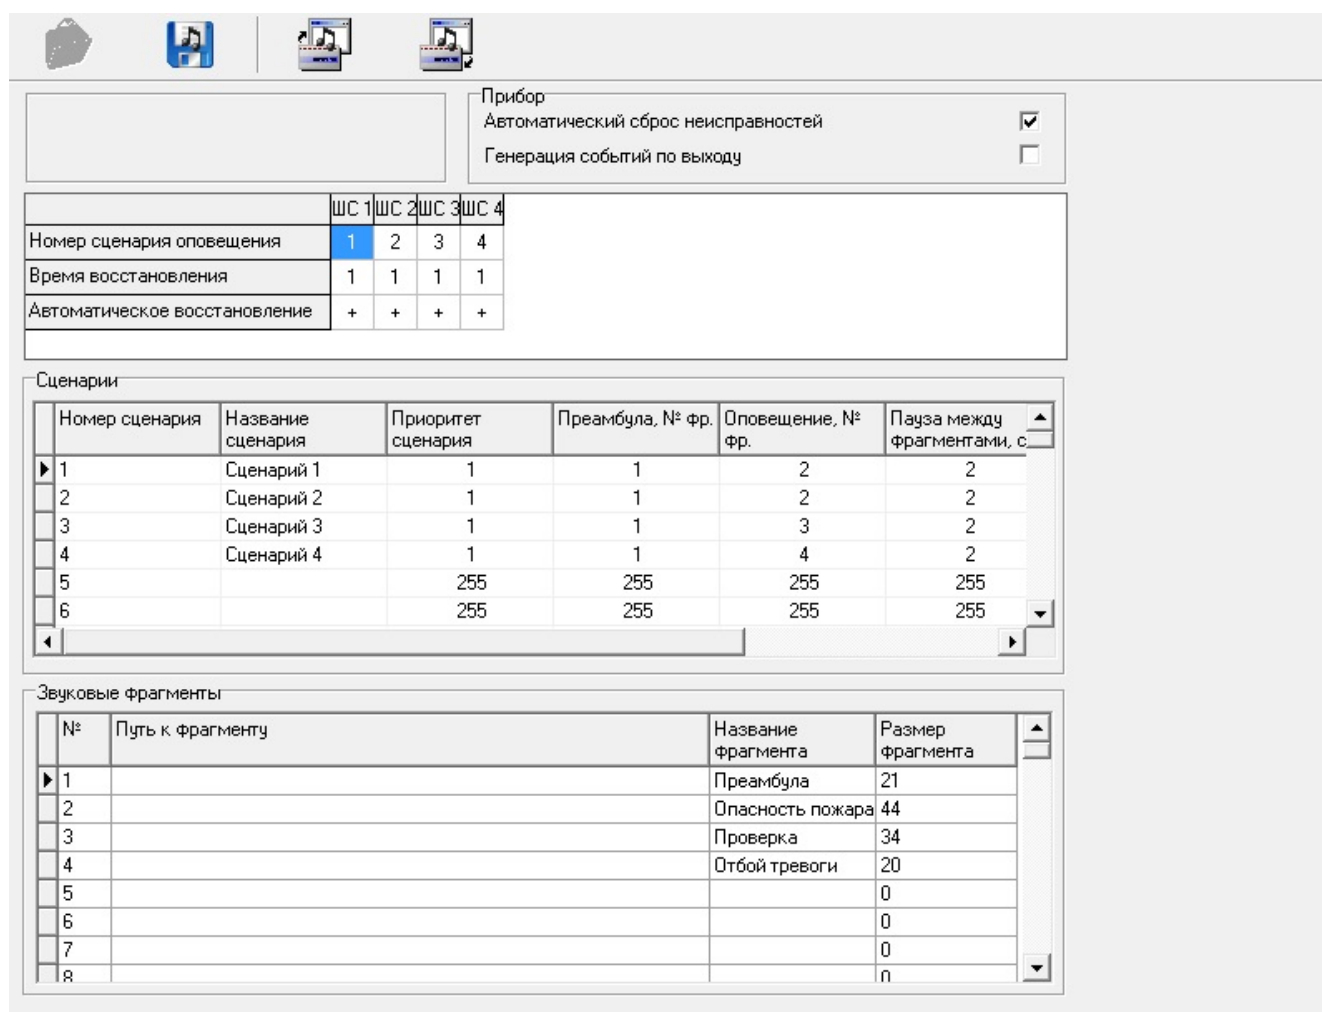 Прибор
Автоматический сброс неисправностей
Генерация событий по выходу
ШС 1 ШС 2 ШС 3 ШС 4
Номер сценария оповещения 1 2 3 4
Время восстановления 1 1 1 1
Автоматическое восстановление + + + +
Сценарии
Номер сценария Название сценария Приоритет сценария Преамбула, № фр. Оповещение, № фр. Пауза между фрагментами, с
1 Сценарий 1 1 1 2 2
2 Сценарий 2 1 1 2 2
3 Сценарий 3 1 1 3 2
4 Сценарий 4 1 1 4 2
5 255 255 255 255
6 255 255 255 255
Звуковые фрагменты
№ Путь к фрагменту Название фрагмента Размер фрагмента
1 Преамбула 21
2 Опасность пожара 44
3 Проверка 34
4 Отбой тревоги 20
5 0
6 0
7 0
8 0